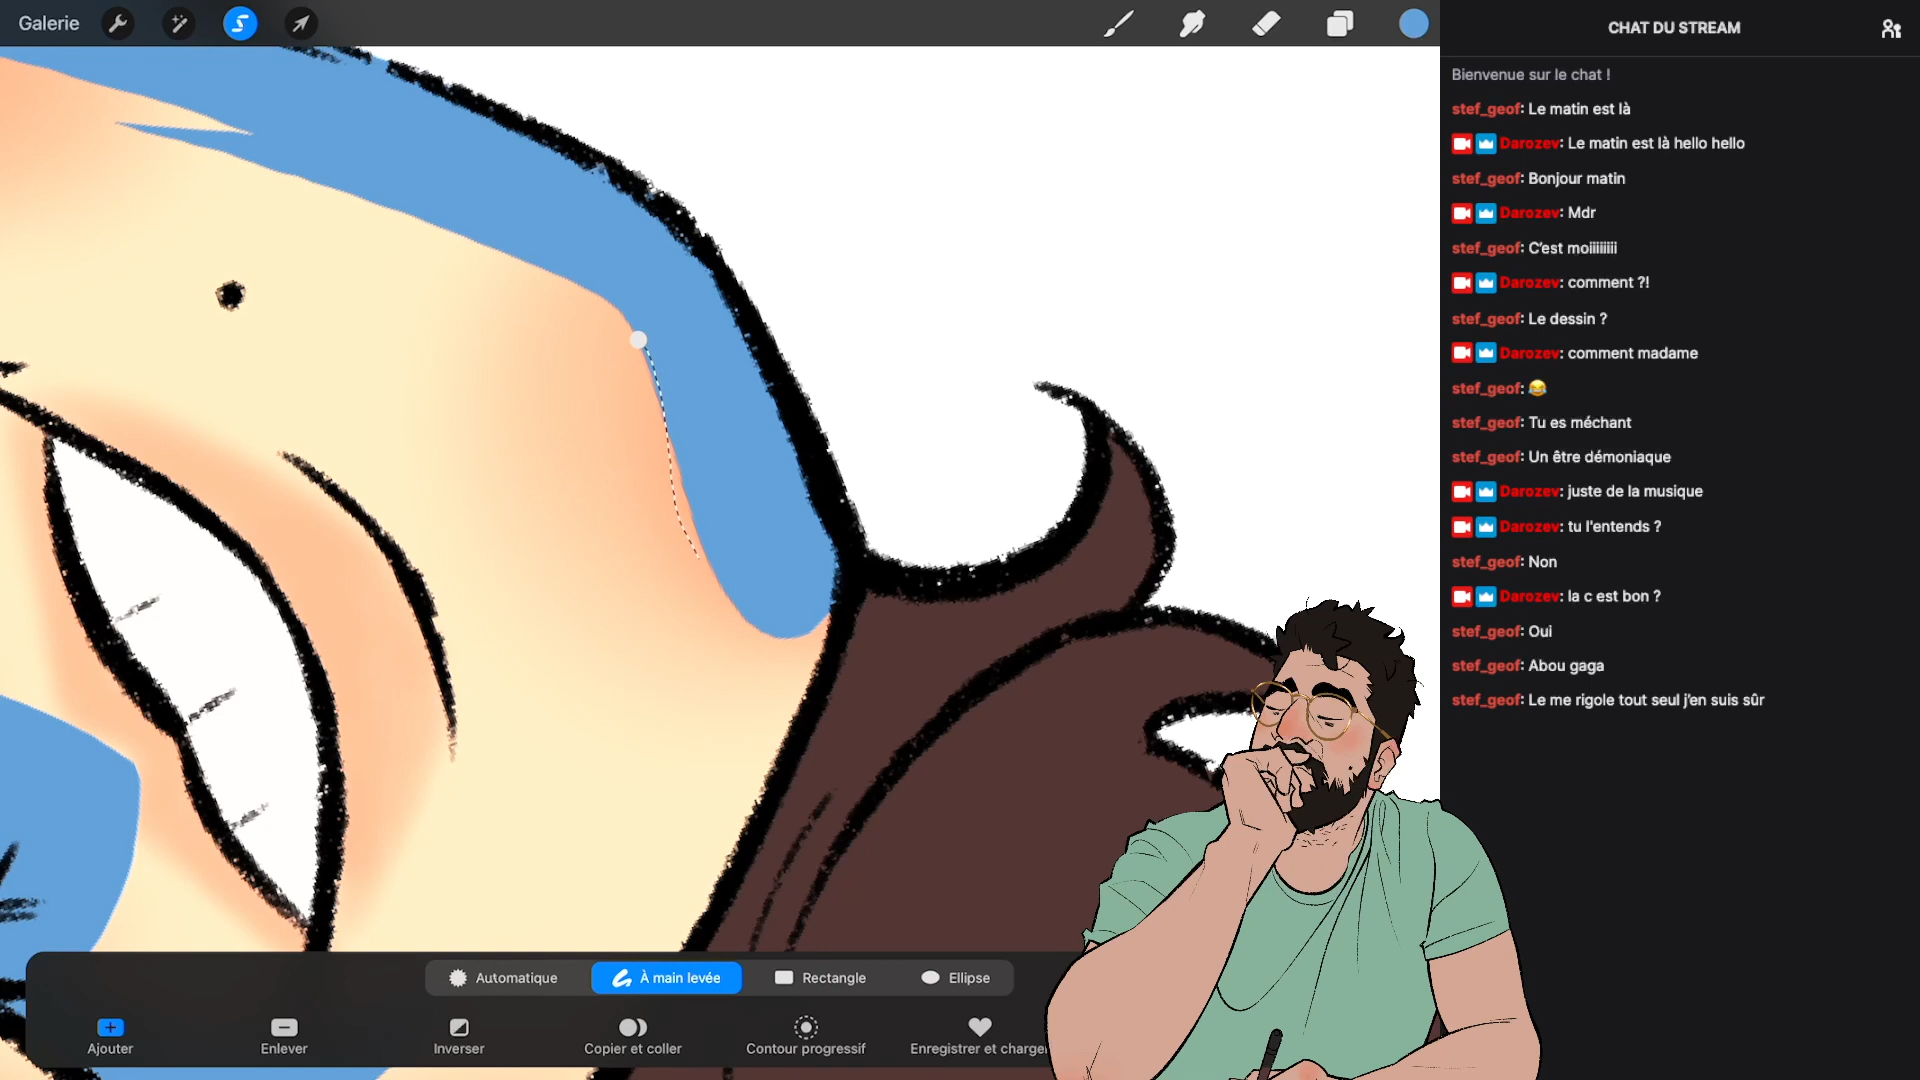 Galerie
CHAT DU STREAM
Bienvenue sur le chat !
stef_geof: Le matin est là
Darozev: Le matin est là hello hello
stef_geof: Bonjour matin
Darozev: Mdr
stef_geof: C'est moiiiiiiiii
Darozev: comment ?!
stef_geof: Le dessin ?
Darozev: comment madame
stef_geof: 😂
stef_geof: Tu es méchant
stef_geof: Un être démoniaque
Darozev: juste de la musique
Darozev: tu l'entends ?
stef_geof: Non
Darozev: la c est bon ?
stef_geof: Oui
stef_geof: Abou gaga
stef_geof: Le me rigole tout seul j'en suis sûr
Automatique À main levée Rectangle Ellipse
Ajouter Enlever Inverser Copier et coller Contour progressif Enregistrer et charger